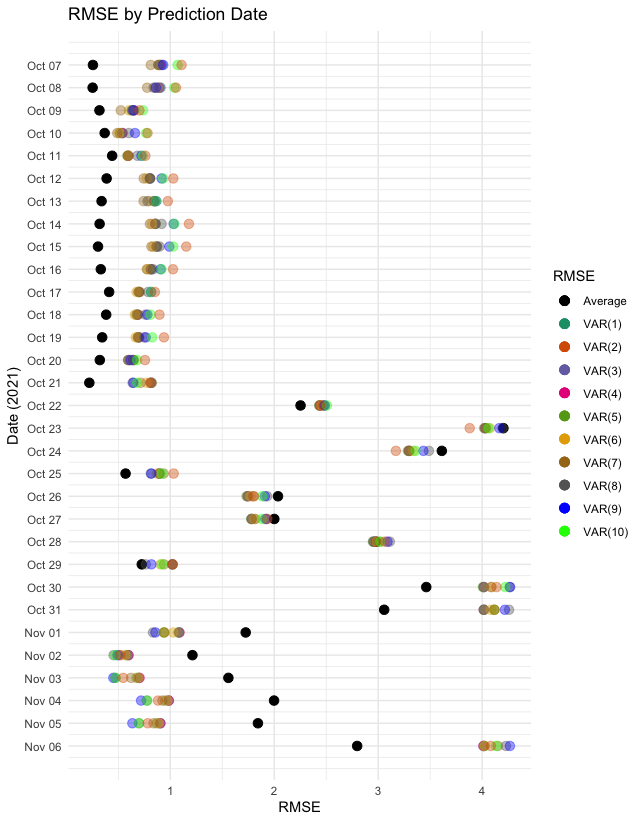 RMSE by Prediction Date
Date (2021)
Oct 07
Oct 08
Oct 09
Oct 10
Oct 11
Oct 12
Oct 13
Oct 14
Oct 15
Oct 16
Oct 17
Oct 18
Oct 19
Oct 20
Oct 21
Oct 22
Oct 23
Oct 24
Oct 25
Oct 26
Oct 27
Oct 28
Oct 29
Oct 30
Oct 31
Nov 01
Nov 02
Nov 03
Nov 04
Nov 05
Nov 06
1 2 3 4
RMSE
RMSE
Average
VAR(1)
VAR(2)
VAR(3)
VAR(4)
VAR(5)
VAR(6)
VAR(7)
VAR(8)
VAR(9)
VAR(10)